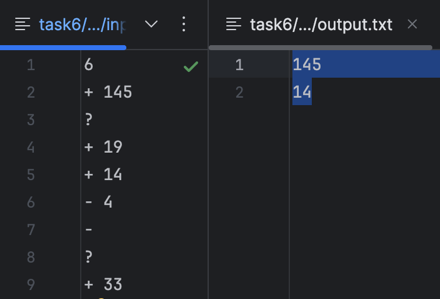 task6/.../inp
task6/.../output.txt
1 6
2 + 145
3 ?
4 + 19
5 + 14
6 - 4
7 -
8 ?
9 + 33
1 145
2 14